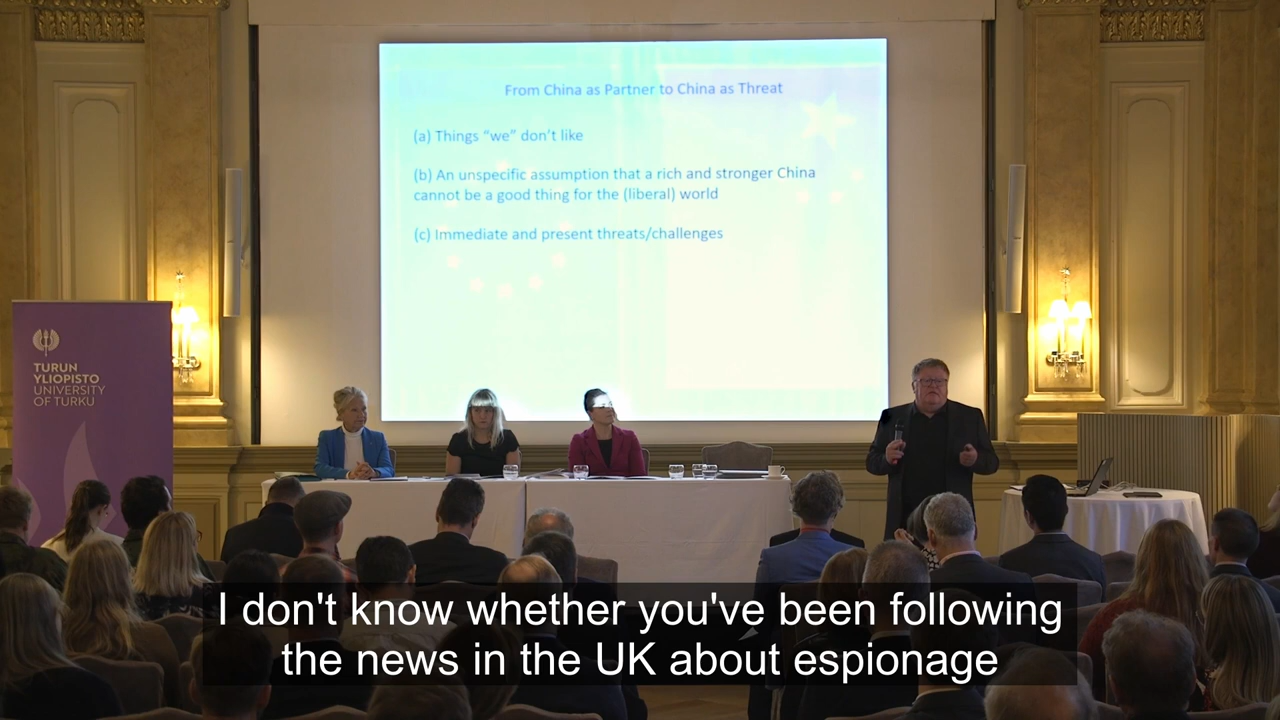 From China as Partner to China as Threat
(a) Things “we” don’t like
(b) An unspecific assumption that a rich and stronger China
cannot be a good thing for the (liberal) world
(c) Immediate and present threats/challenges
TURUN
YLIOPISTO
UNIVERSITY
OF TURKU
I don't know whether you've been following
the news in the UK about espionage